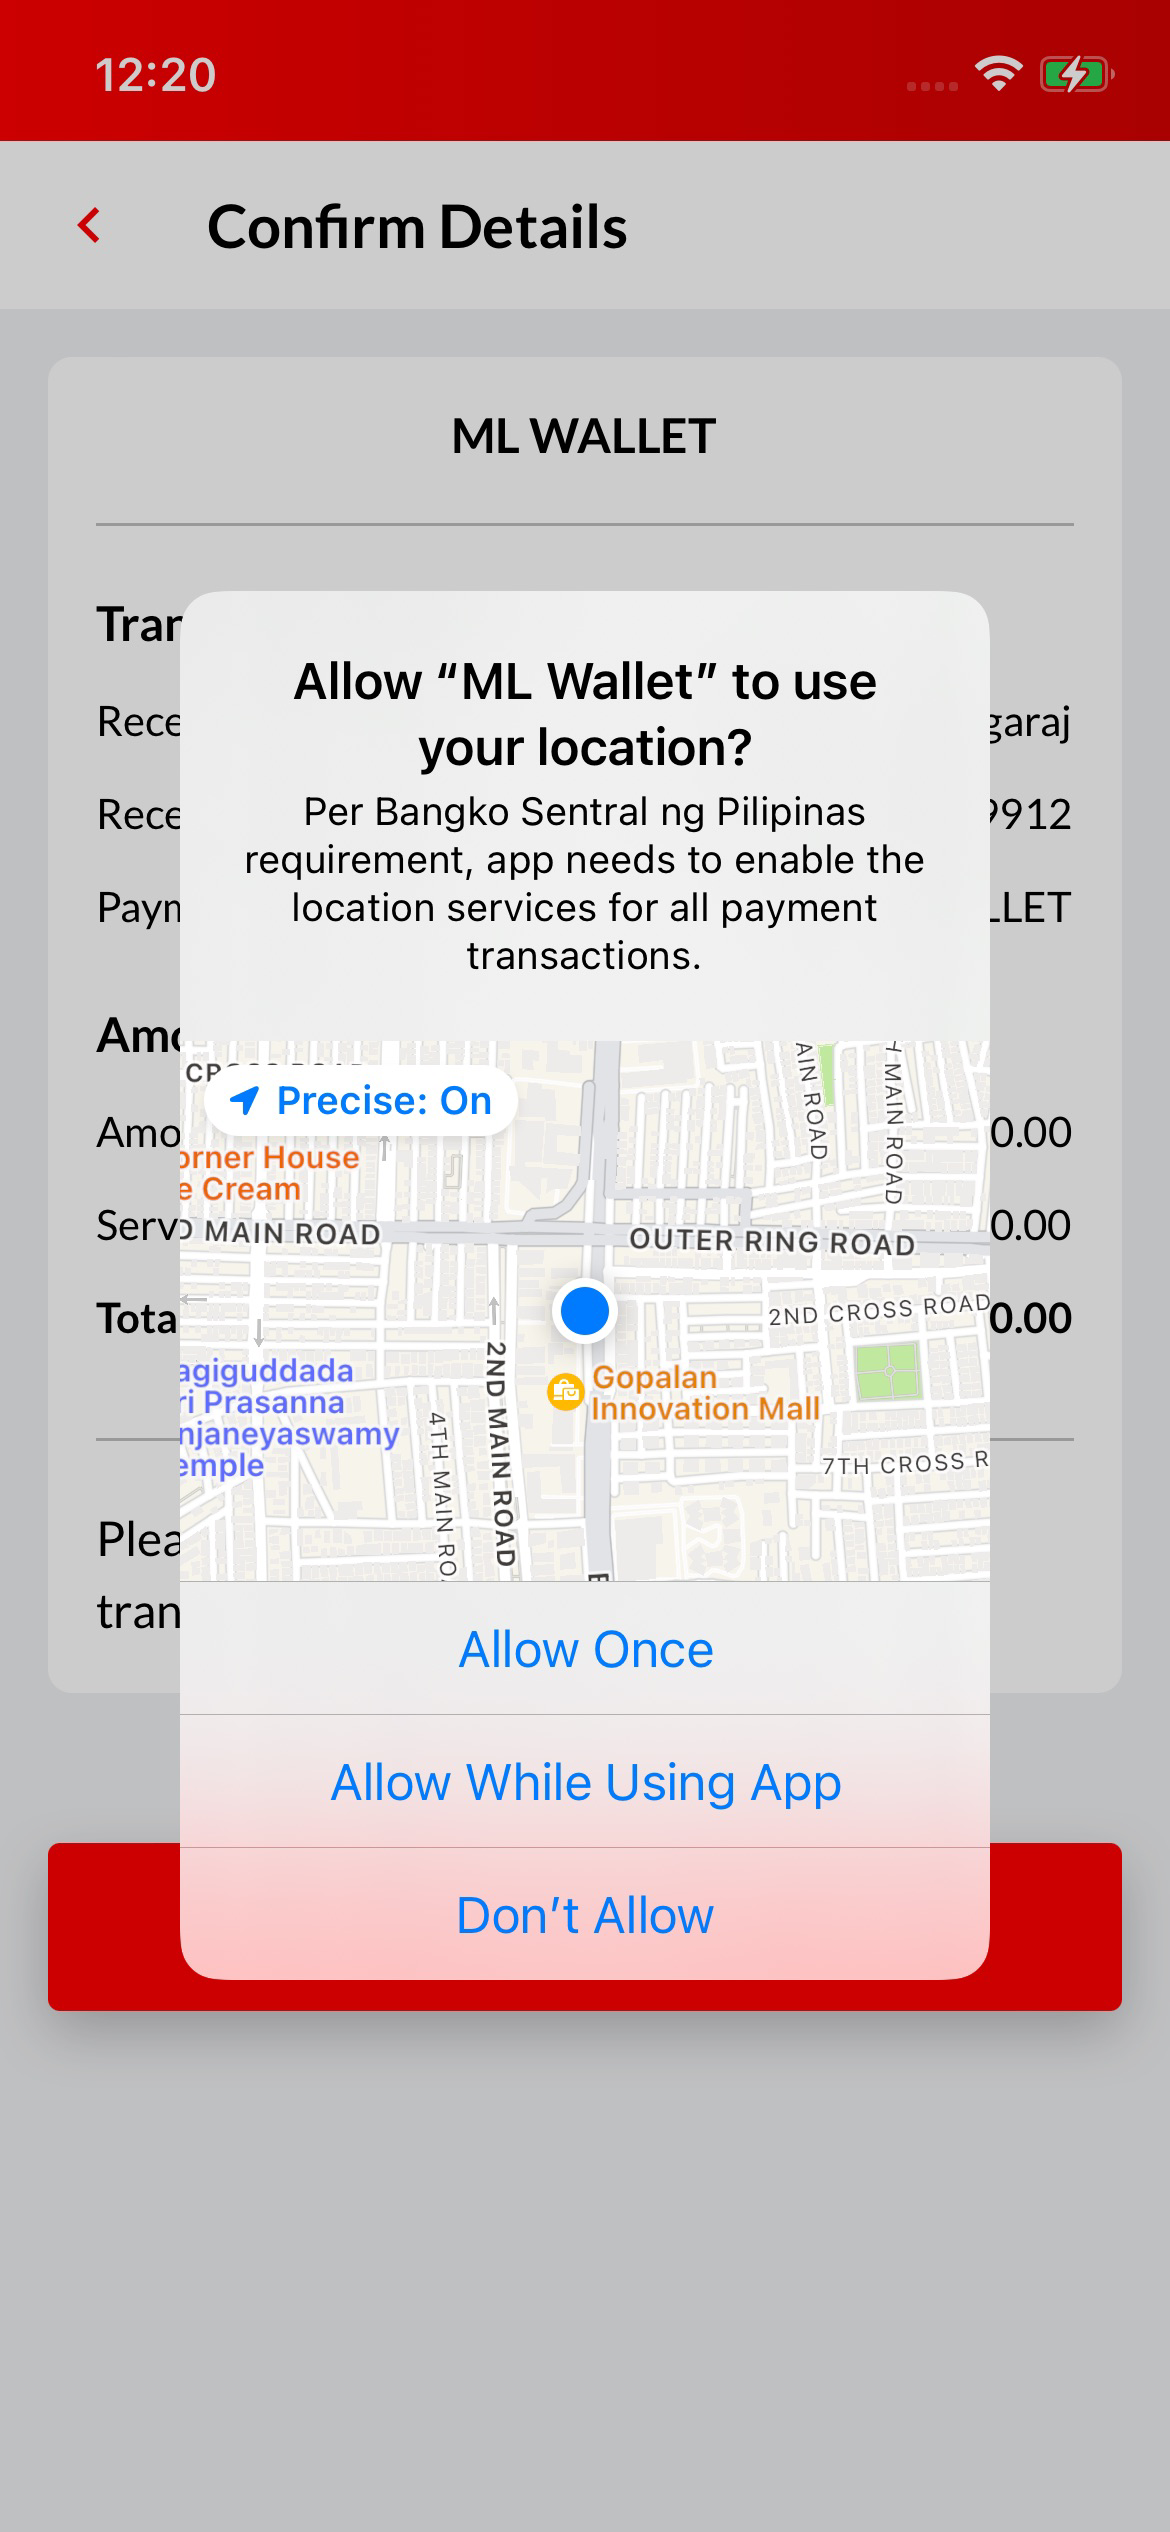 12:20
Confirm Details
ML WALLET
Allow “ML Wallet” to use
your location?
Per Bangko Sentral ng Pilipinas
requirement, app needs to enable the
location services for all payment
transactions.
Precise: On
AIN ROAD
MAIN ROAD
orner House
e Cream
D MAIN ROAD
OUTER RING ROAD
2ND CROSS ROAD
Gopalan
Innovation Mall
agiguddada
ri Prasanna
njaneyaswamy
emple
4TH MAIN RO
2ND MAIN ROAD
7TH CROSS R
Tran
Rece
garaj
Rece
9912
Paym
LLET
Amo
Amo
0.00
Serv
0.00
Tota
0.00
Plea
tran
Allow Once
Allow While Using App
Don’t Allow